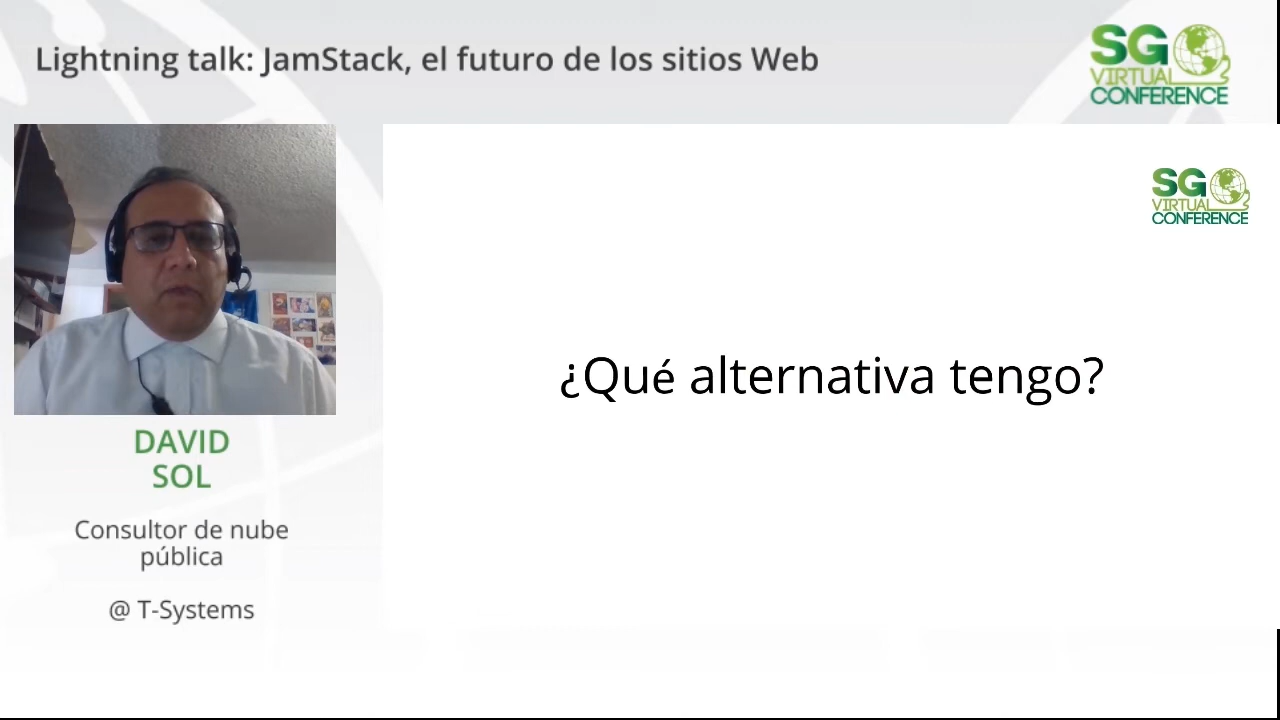 Lightning talk: JamStack, el futuro de los sitios Web
SG
VIRTUAL
CONFERENCE
SG
VIRTUAL
CONFERENCE
¿Qué alternativa tengo?
DAVID
SOL
Consultor de nube
pública
@ T-Systems